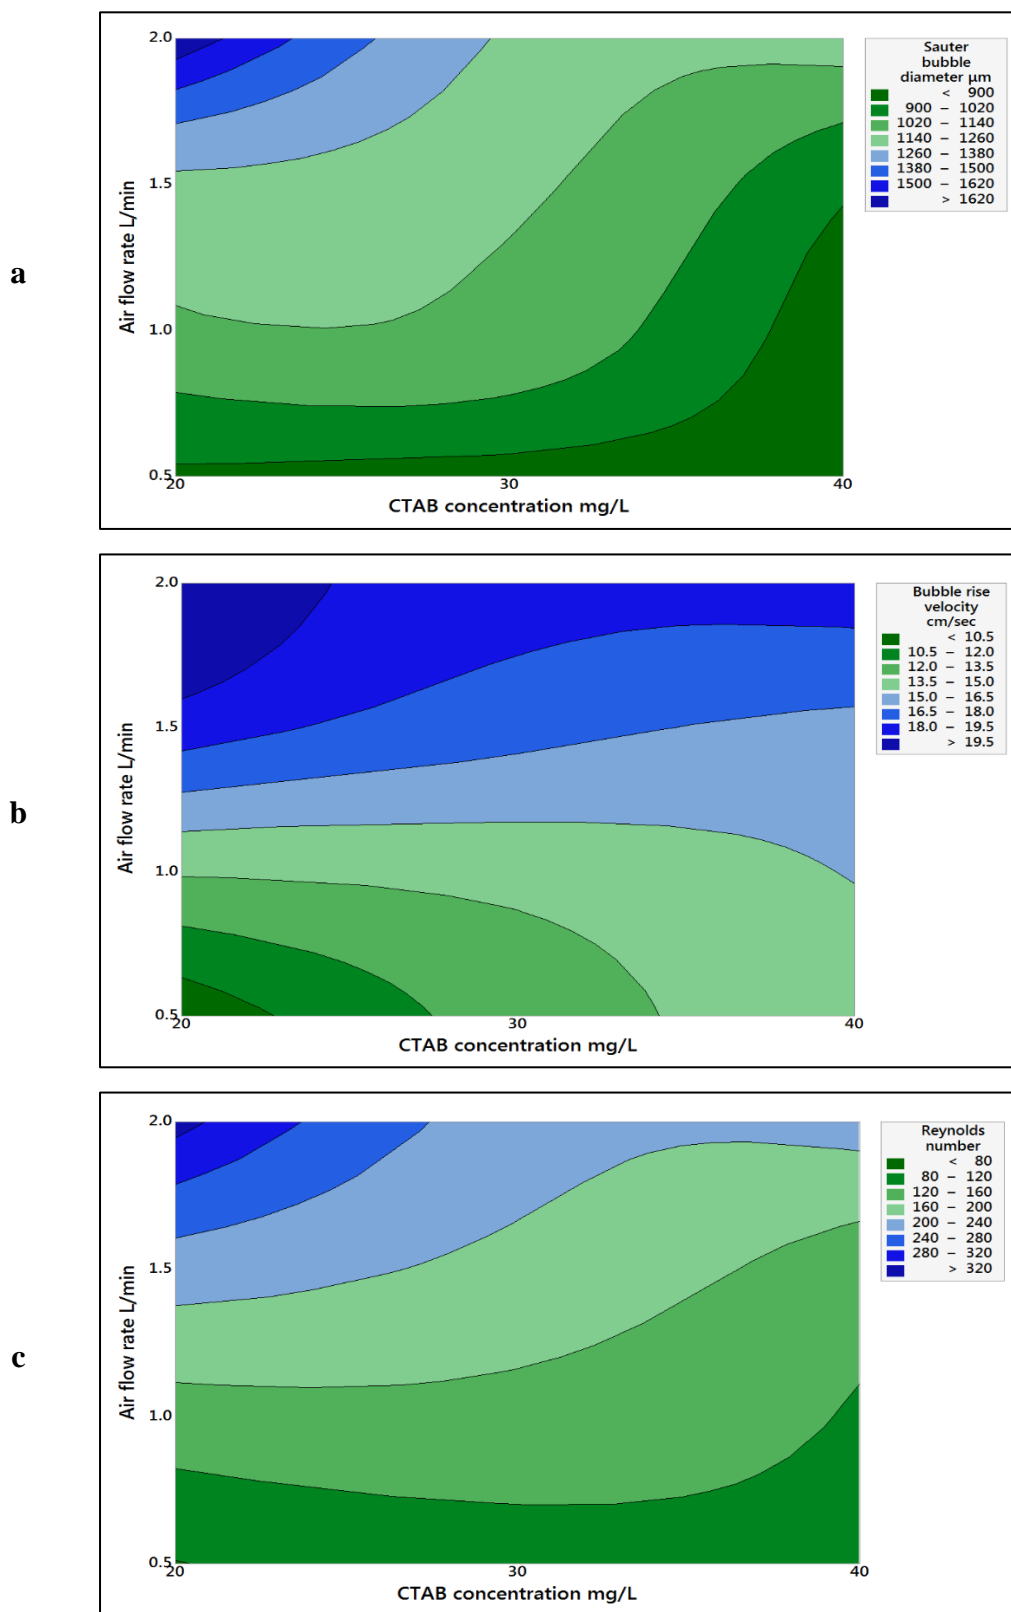 a
2.0
1.5
1.0
0.5
Air flow rate L/min
20 30 40
CTAB concentration mg/L
Sauter
bubble
diameter µm
< 900
900 – 1020
1020 – 1140
1140 – 1260
1260 – 1380
1380 – 1500
1500 – 1620
> 1620
b
2.0
1.5
1.0
0.5
Air flow rate L/min
20 30 40
CTAB concentration mg/L
Bubble rise
velocity
cm/sec
< 10.5
10.5 – 12.0
12.0 – 13.5
13.5 – 15.0
15.0 – 16.5
16.5 – 18.0
18.0 – 19.5
> 19.5
c
2.0
1.5
1.0
0.5
Air flow rate L/min
20 30 40
CTAB concentration mg/L
Reynolds
number
< 80
80 – 120
120 – 160
160 – 200
200 – 240
240 – 280
280 – 320
> 320